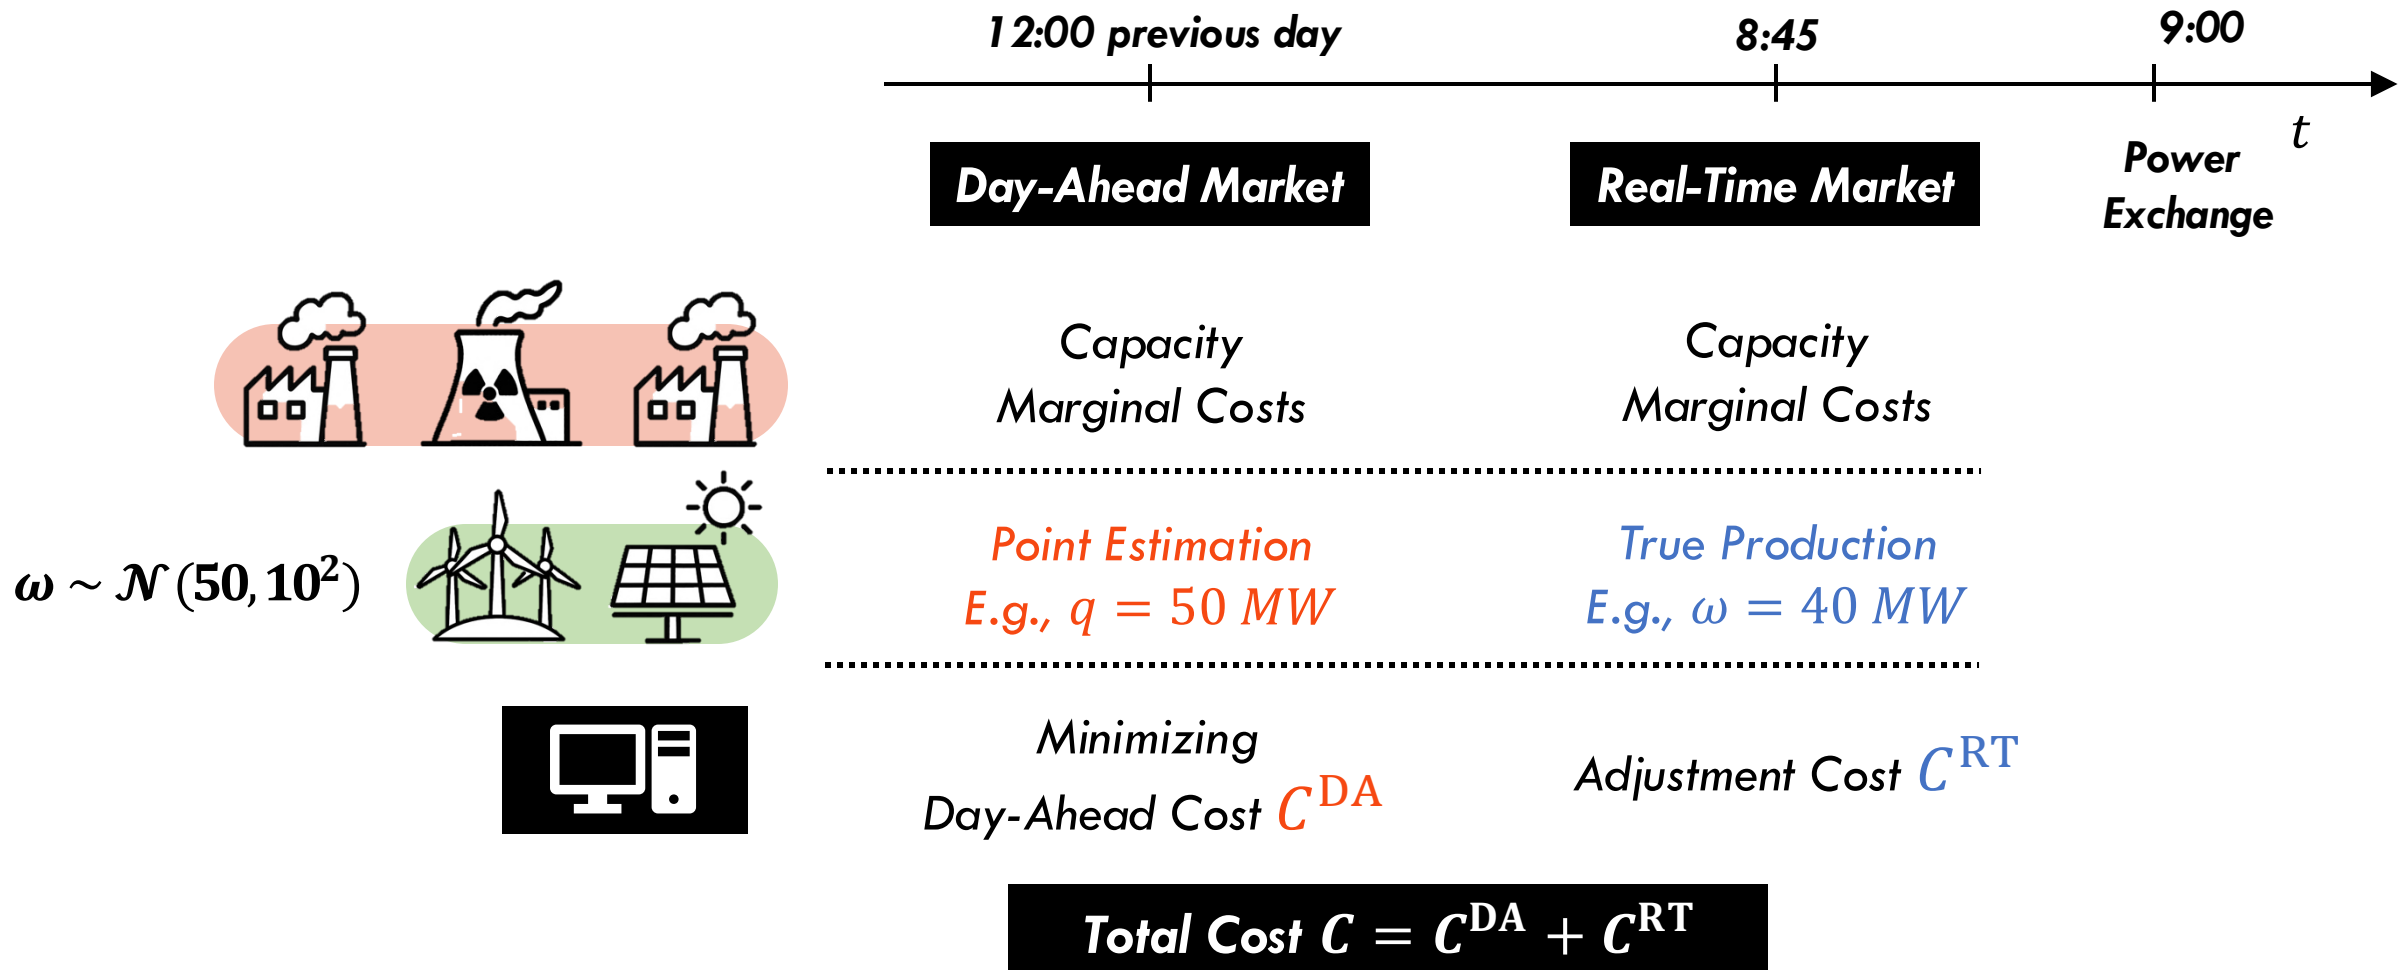 12:00 previous day
8:45
9:00
t
Day-Ahead Market
Real-Time Market
Power
Exchange
Capacity
Marginal Costs
Capacity
Marginal Costs
ω ~ 𝒩(50, 10²)
Point Estimation
E.g., q = 50 MW
True Production
E.g., ω = 40 MW
Minimizing
Day-Ahead Cost C^DA
Adjustment Cost C^RT
Total Cost C = C^DA + C^RT